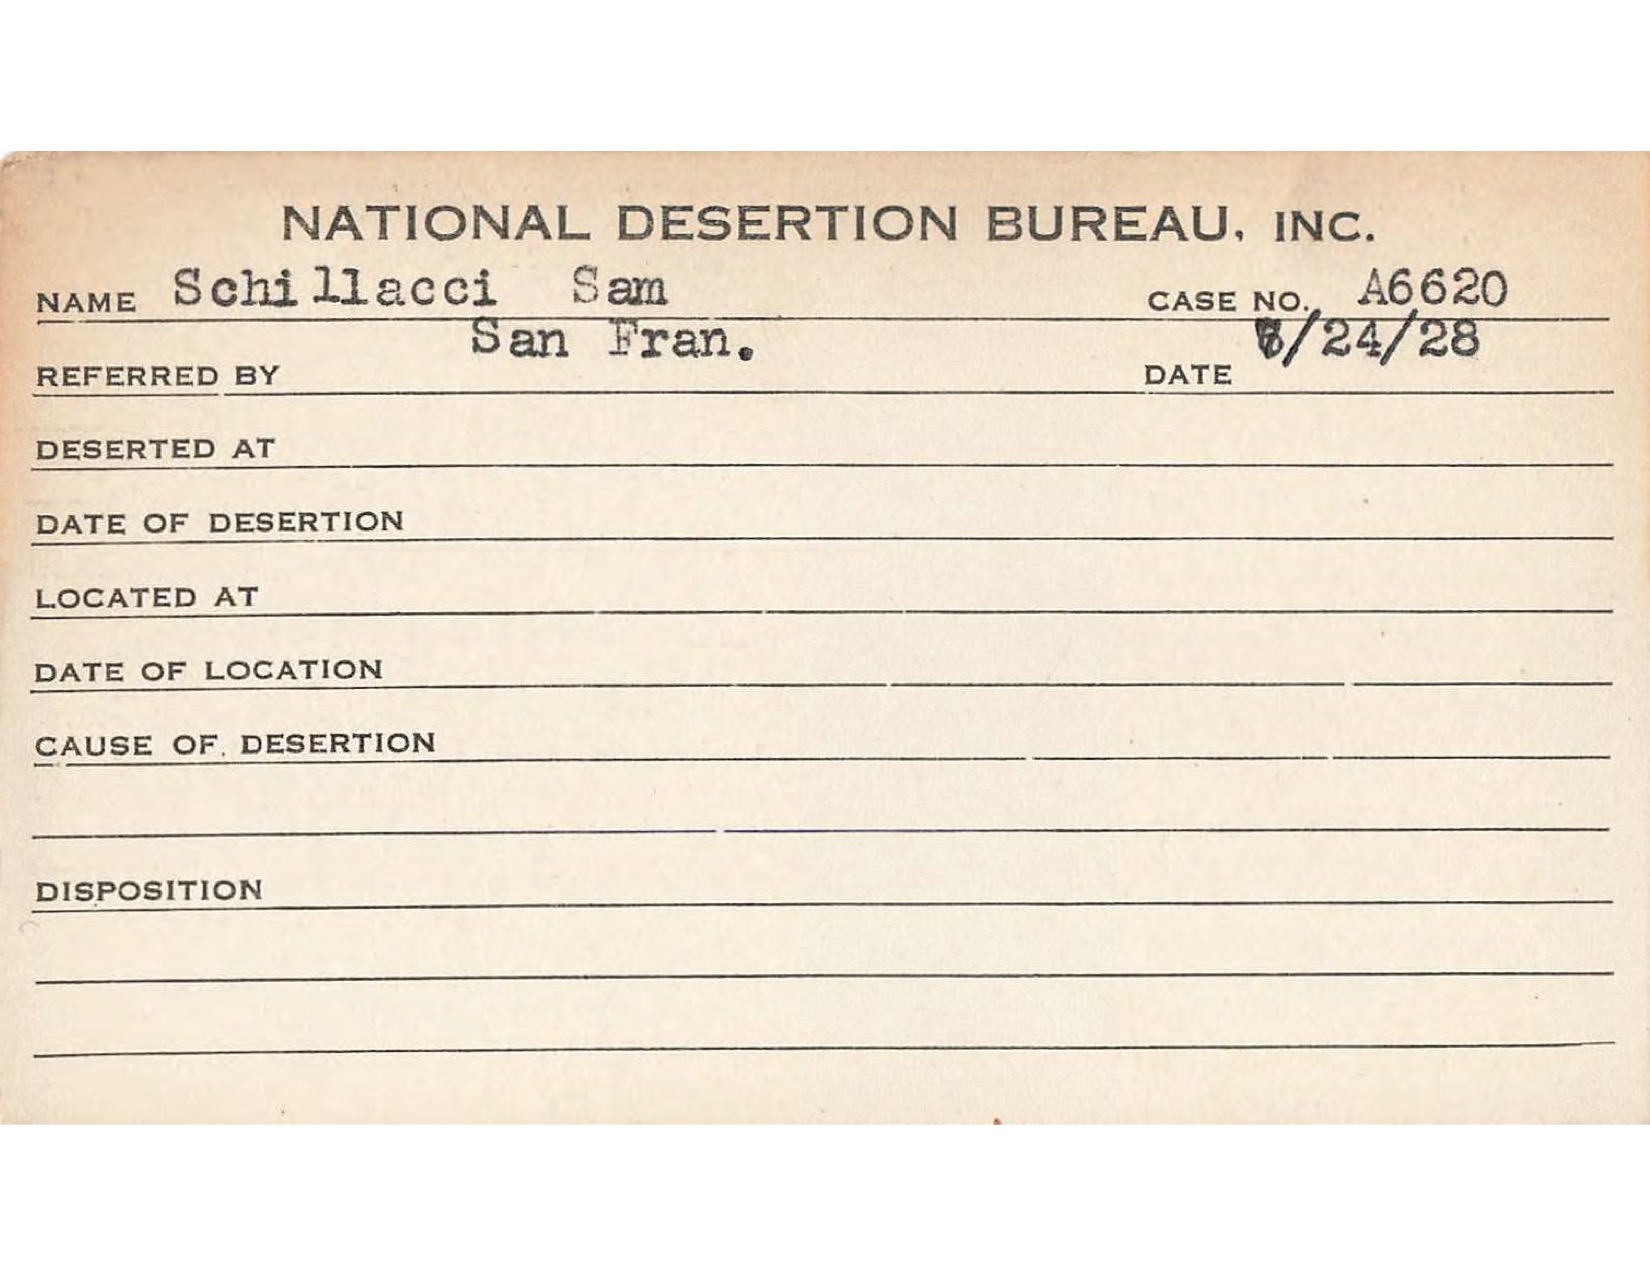 NATIONAL DESERTION BUREAU, INC.
NAME Schillacci Sam CASE NO. A6620
REFERRED BY San Fran. DATE /24/28
DESERTED AT
DATE OF DESERTION
LOCATED AT
DATE OF LOCATION
CAUSE OF DESERTION
DISPOSITION